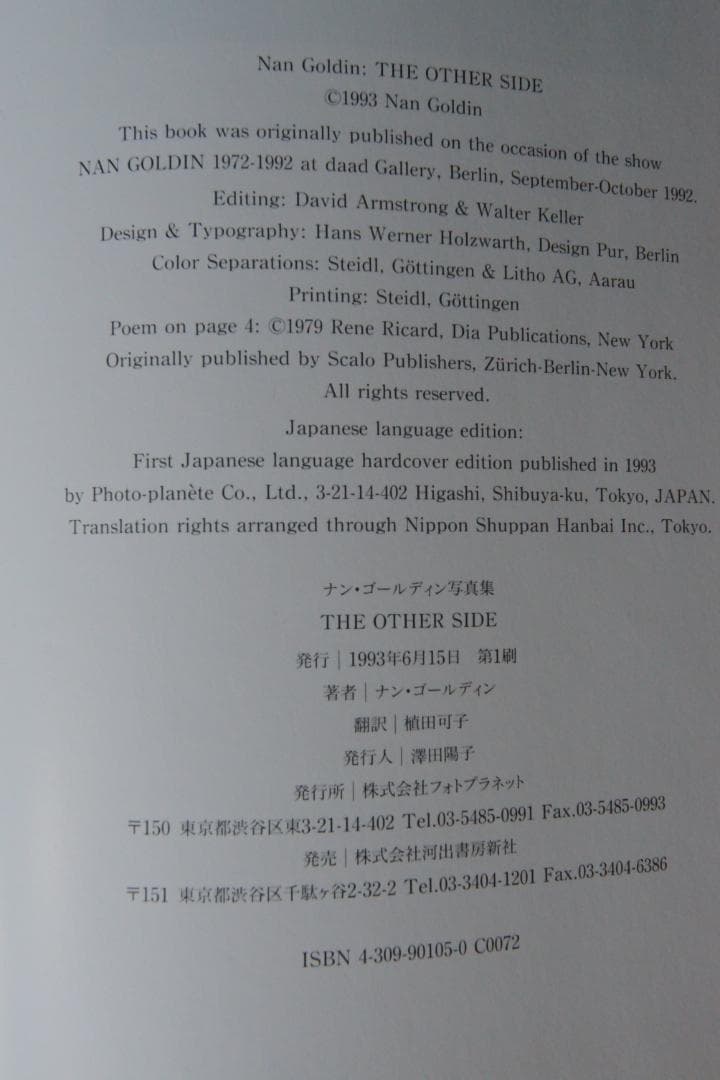 Nan Goldin: THE OTHER SIDE
©1993 Nan Goldin
This book was originally published on the occasion of the show
NAN GOLDIN 1972-1992 at daad Gallery, Berlin, September-October 1992.
Editing: David Armstrong & Walter Keller
Design & Typography: Hans Werner Holzwarth, Design Pur, Berlin
Color Separations: Steidl, Göttingen & Litho AG, Aarau
Printing: Steidl, Göttingen
Poem on page 4: ©1979 Rene Ricard, Dia Publications, New York
Originally published by Scalo Publishers, Zürich-Berlin-New York.
All rights reserved.
Japanese language edition:
First Japanese language hardcover edition published in 1993
by Photo-planète Co., Ltd., 3-21-14-402 Higashi, Shibuya-ku, Tokyo, JAPAN.
Translation rights arranged through Nippon Shuppan Hanbai Inc., Tokyo.
ナン・ゴールディン写真集
THE OTHER SIDE
発行|1993年6月15日 第1刷
著者|ナン・ゴールディン
翻訳|植田可子
発行人|澤田陽子
発行所|株式会社フォトプラネット
〒150 東京都渋谷区東3-21-14-402 Tel.03-5485-0991 Fax.03-5485-0993
発売|株式会社河出書房新社
〒151 東京都渋谷区千駄ヶ谷2-32-2 Tel.03-3404-1201 Fax.03-3404-6386
ISBN 4-309-90105-0 C0072